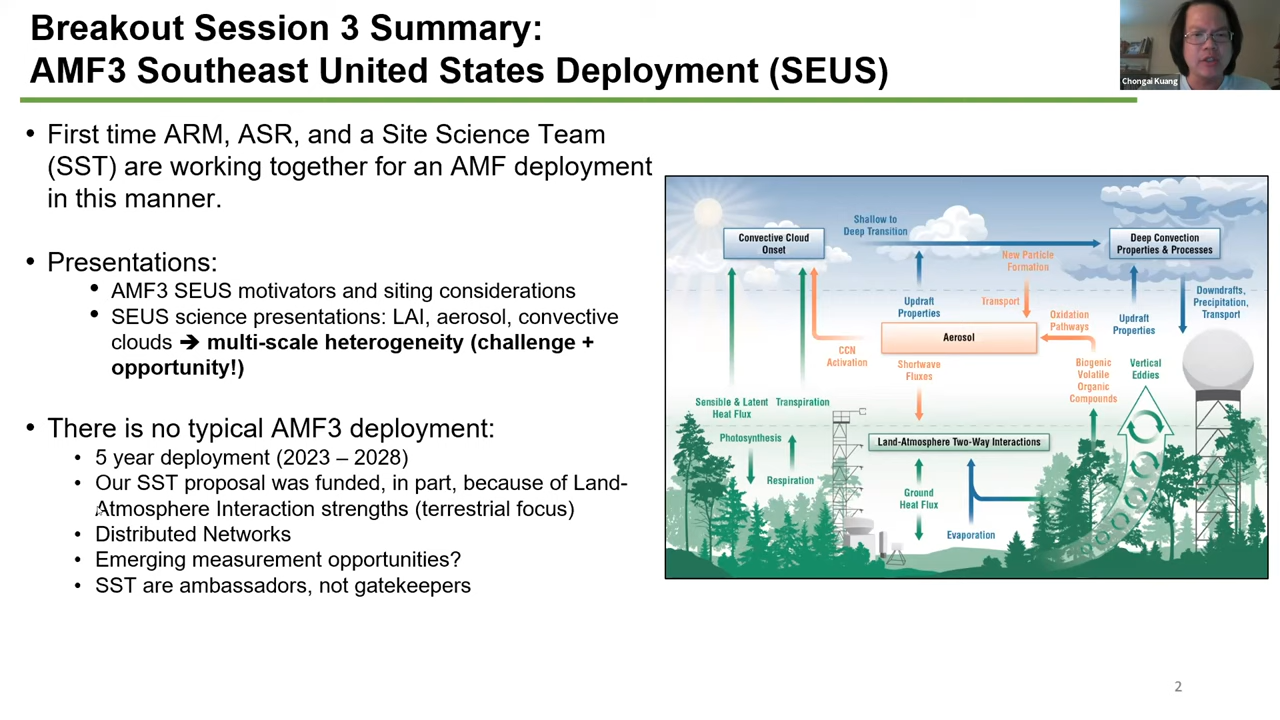 Breakout Session 3 Summary:
AMF3 Southeast United States Deployment (SEUS)
Chongai Kuang
• First time ARM, ASR, and a Site Science Team
(SST) are working together for an AMF deployment
in this manner.
• Presentations:
• AMF3 SEUS motivators and siting considerations
• SEUS science presentations: LAI, aerosol, convective
clouds ➔ multi-scale heterogeneity (challenge +
opportunity!)
• There is no typical AMF3 deployment:
• 5 year deployment (2023 – 2028)
• Our SST proposal was funded, in part, because of Land-
Atmosphere Interaction strengths (terrestrial focus)
• Distributed Networks
• Emerging measurement opportunities?
• SST are ambassadors, not gatekeepers
Convective Cloud
Onset
Shallow to
Deep Transition
Deep Convection
Properties & Processes
New Particle
Formation
Updraft
Properties
Transport
Oxidation
Pathways
Updraft
Properties
Downdrafts,
Precipitation,
Transport
Aerosol
CCN
Activation
Shortwave
Fluxes
Biogenic
Volatile
Organic
Compounds
Vertical
Eddies
Sensible & Latent
Heat Flux
Transpiration
Photosynthesis
Respiration
Land-Atmosphere Two-Way Interactions
Ground
Heat Flux
Evaporation
2